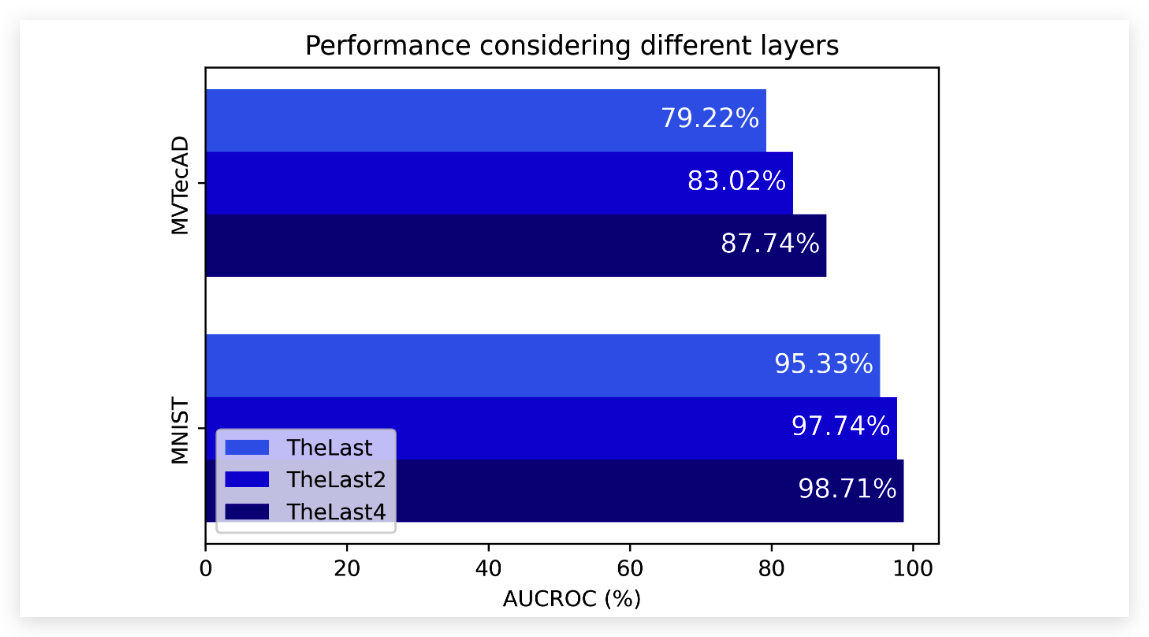 Performance considering different layers
MVTecAD
79.22%
83.02%
87.74%
MNIST
95.33%
97.74%
98.71%
TheLast
TheLast2
TheLast4
0 20 40 60 80 100
AUCROC (%)